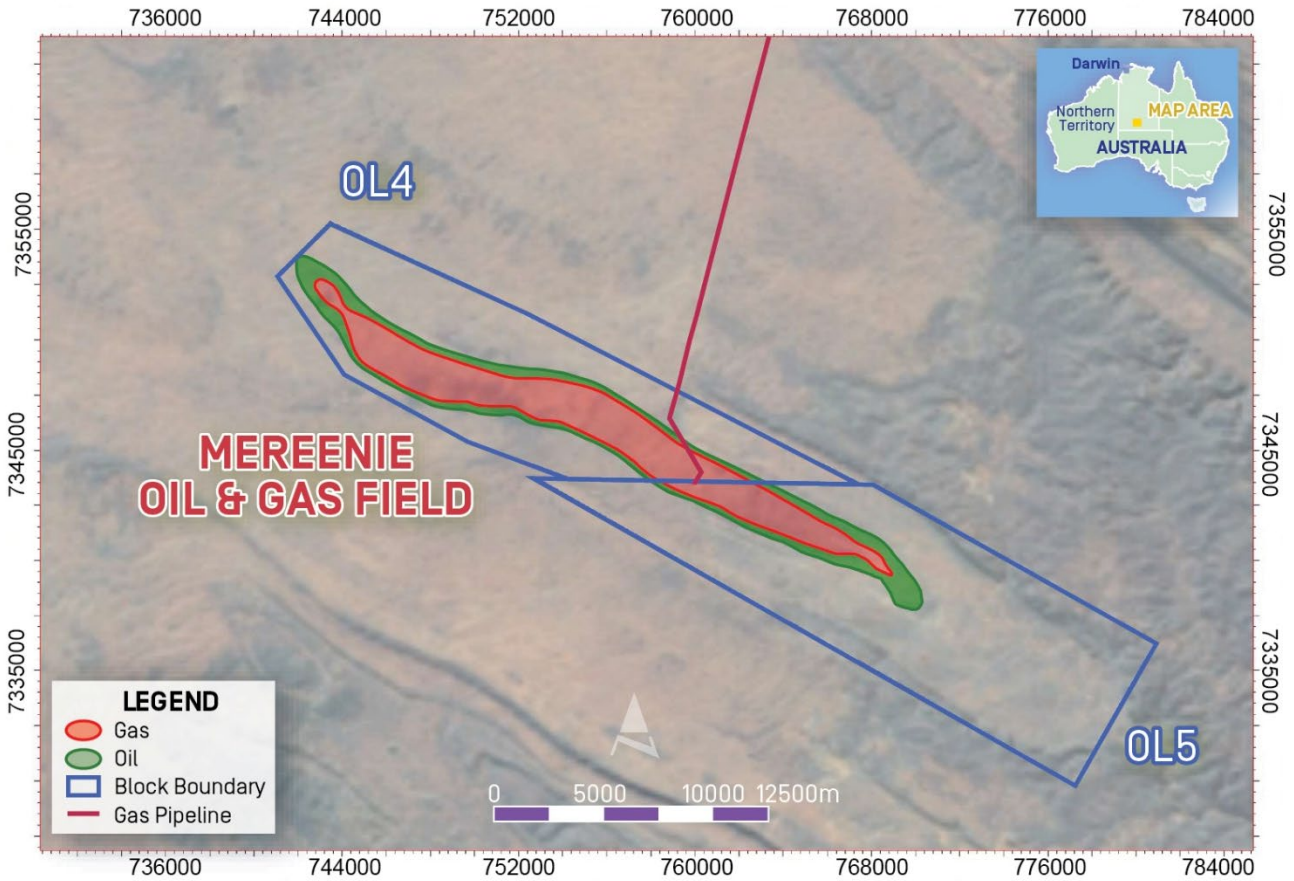 736000 744000 752000 760000 768000 776000 784000
Darwin
Northern
Territory
MAP AREA
AUSTRALIA
OL4
7355000
7355000
7345000
7345000
MEREENIE
OIL & GAS FIELD
7335000
7335000
OL5
LEGEND
Gas
Oil
Block Boundary
Gas Pipeline
0 5000 10000 12500m
736000 744000 752000 760000 768000 776000 784000